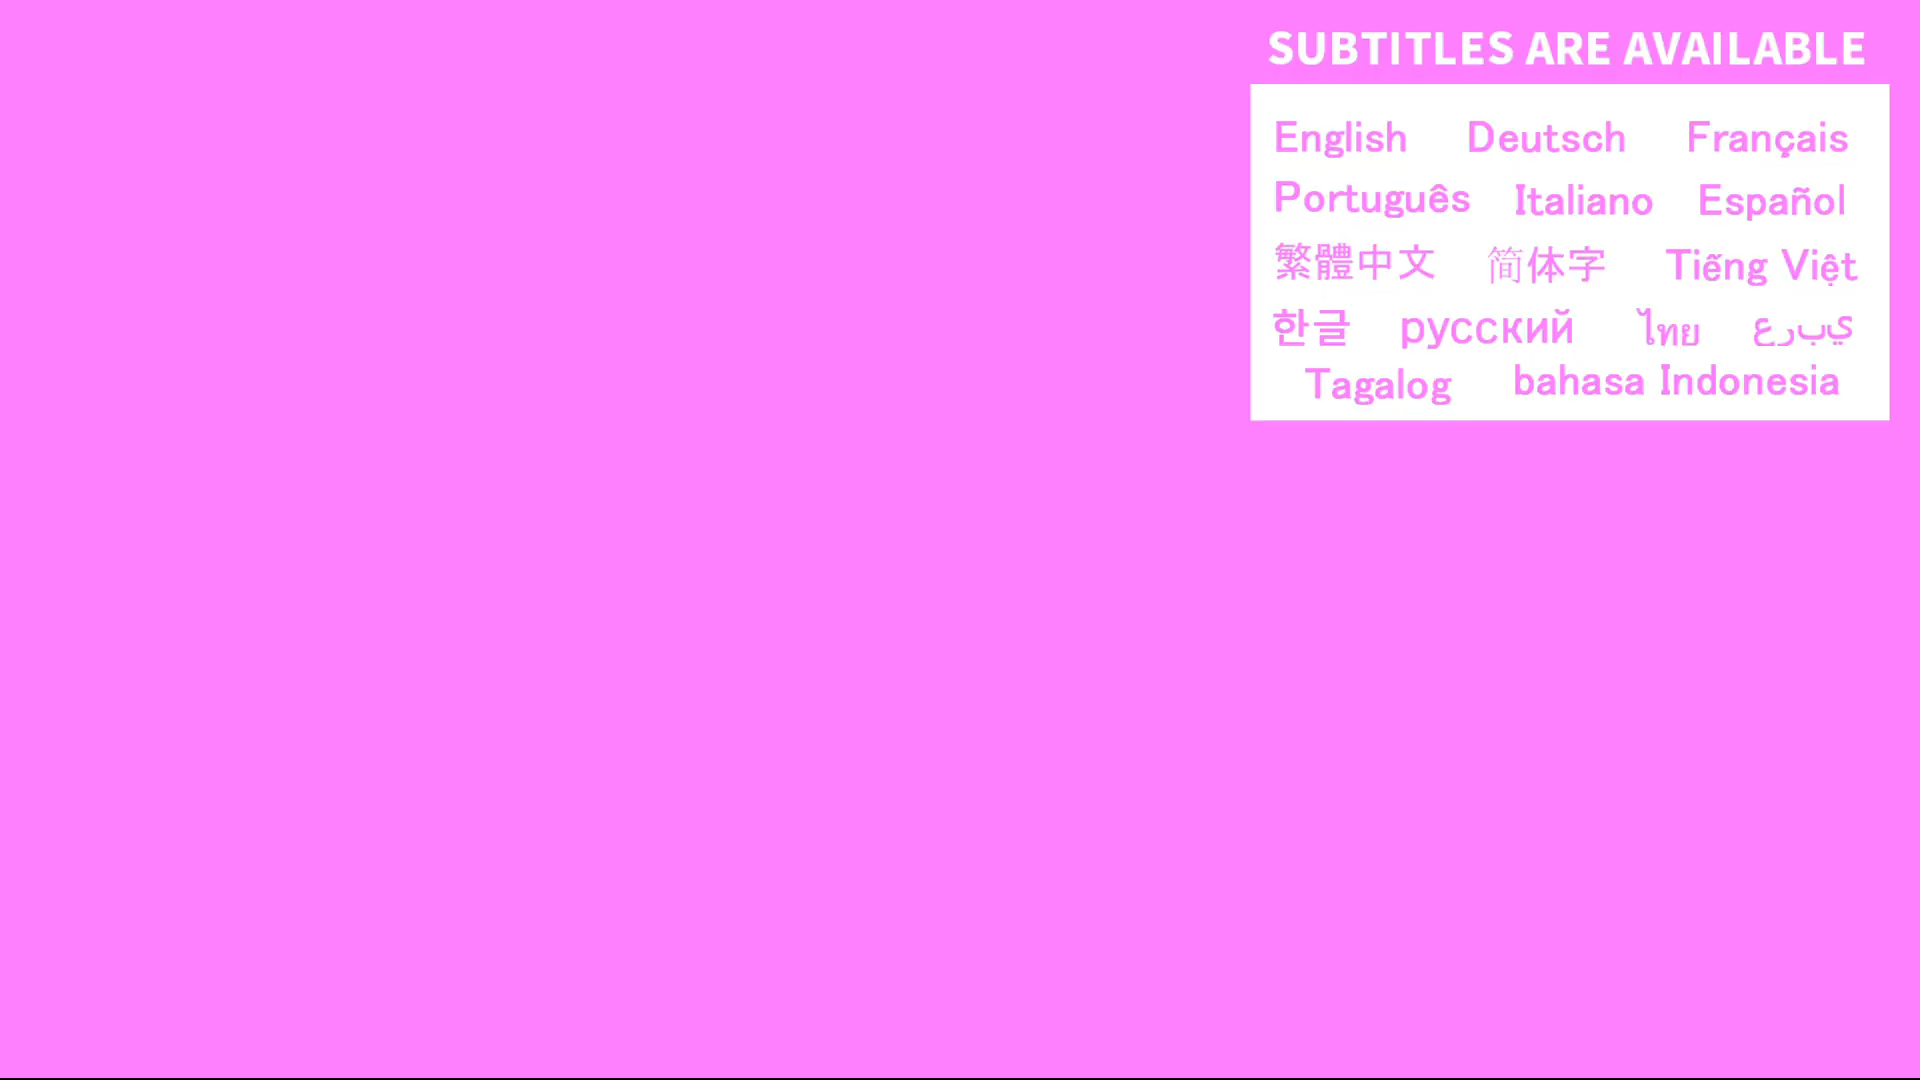 SUBTITLES ARE AVAILABLE
English Deutsch Français
Português Italiano Español
繁體中文 简体字 Tiếng Việt
한글 русский ไทย يبرع
Tagalog bahasa Indonesia